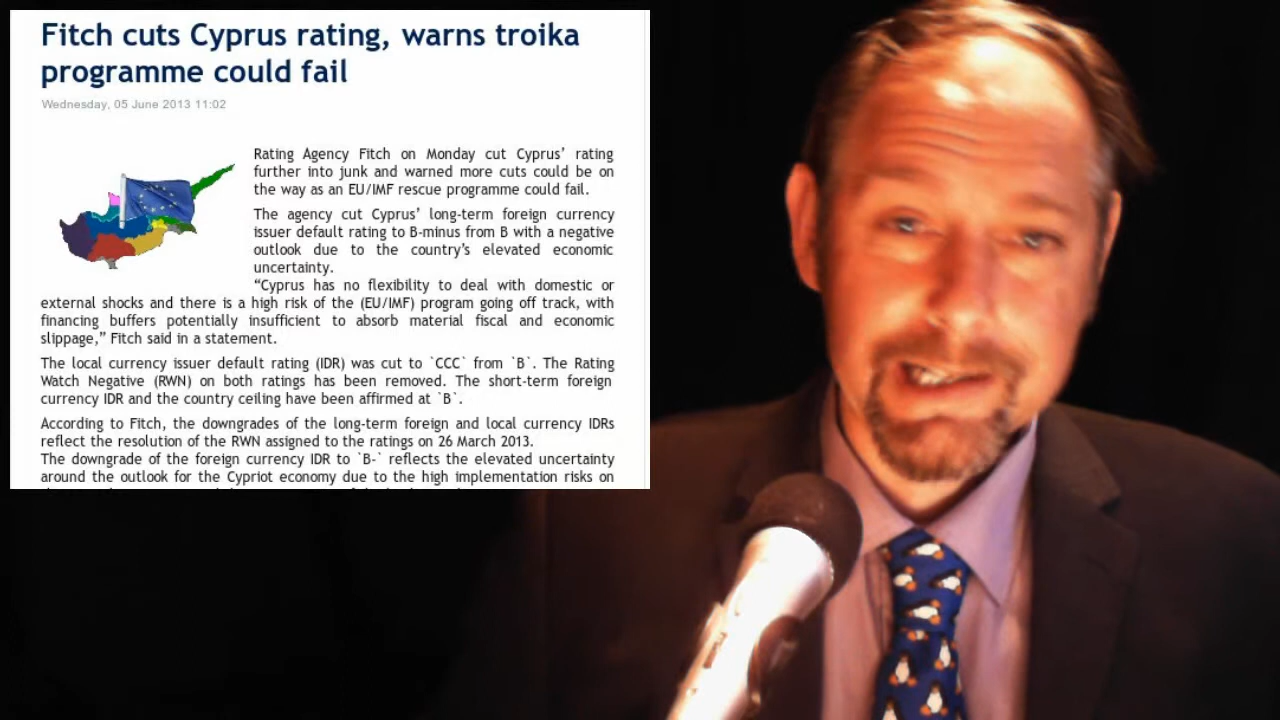 Fitch cuts Cyprus rating, warns troika
programme could fail
Wednesday, 05 June 2013 11:02
Rating Agency Fitch on Monday cut Cyprus’ rating
further into junk and warned more cuts could be on
the way as an EU/IMF rescue programme could fail.
The agency cut Cyprus’ long-term foreign currency
issuer default rating to B-minus from B with a negative
outlook due to the country’s elevated economic
uncertainty.
“Cyprus has no flexibility to deal with domestic or
external shocks and there is a high risk of the (EU/IMF) program going off track, with
financing buffers potentially insufficient to absorb material fiscal and economic
slippage,” Fitch said in a statement.
The local currency issuer default rating (IDR) was cut to `CCC` from `B`. The Rating
Watch Negative (RWN) on both ratings has been removed. The short-term foreign
currency IDR and the country ceiling have been affirmed at `B`.
According to Fitch, the downgrades of the long-term foreign and local currency IDRs
reflect the resolution of the RWN assigned to the ratings on 26 March 2013.
The downgrade of the foreign currency IDR to `B-` reflects the elevated uncertainty
around the outlook for the Cypriot economy due to the high implementation risks on